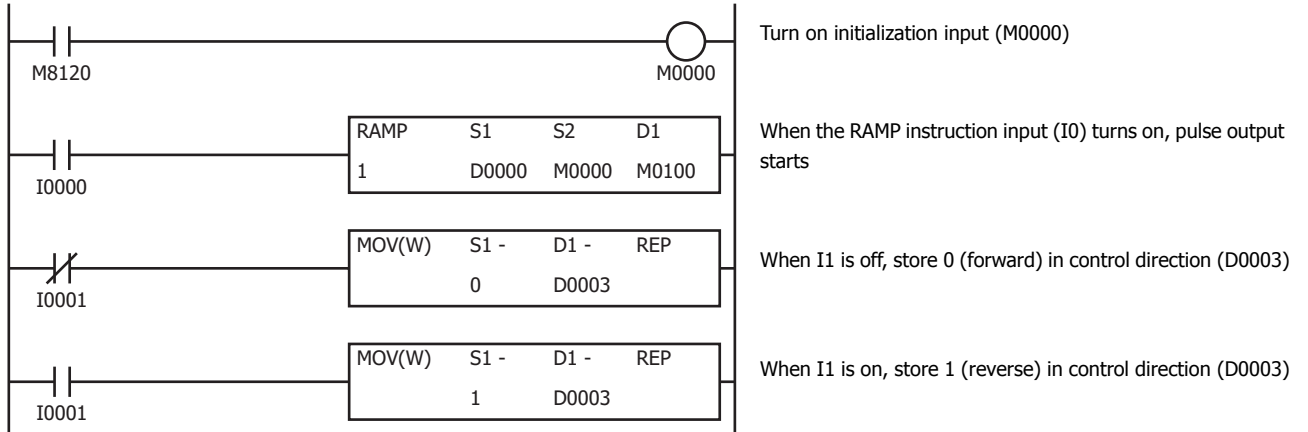 M8120
M0000
Turn on initialization input (M0000)
I0000
RAMP S1 S2 D1
1 D0000 M0000 M0100
When the RAMP instruction input (I0) turns on, pulse output
starts
I0001
MOV(W) S1 - D1 - REP
0 D0003
When I1 is off, store 0 (forward) in control direction (D0003)
I0001
MOV(W) S1 - D1 - REP
1 D0003
When I1 is on, store 1 (reverse) in control direction (D0003)